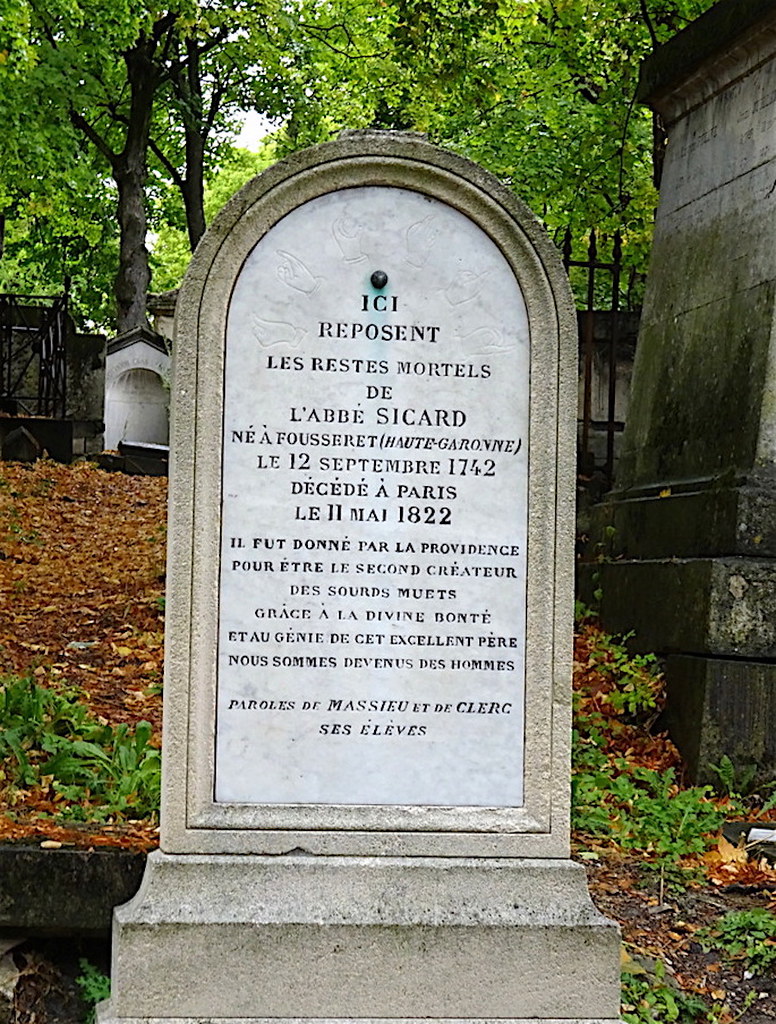 ICI
REPOSENT
LES RESTES MORTELS
DE
L'ABBÉ SICARD
NÉ À FOUSSERET (HAUTE-GARONNE)
LE 12 SEPTEMBRE 1742
DÉCÉDÉ À PARIS
LE 11 MAI 1822
IL FUT DONNÉ PAR LA PROVIDENCE
POUR ÊTRE LE SECOND CRÉATEUR
DES SOURDS MUETS
GRÂCE À LA DIVINE BONTÉ
ET AU GÉNIE DE CET EXCELLENT PÈRE
NOUS SOMMES DEVENUS DES HOMMES
PAROLES DE MASSIEU ET DE CLERC
SES ÉLÈVES